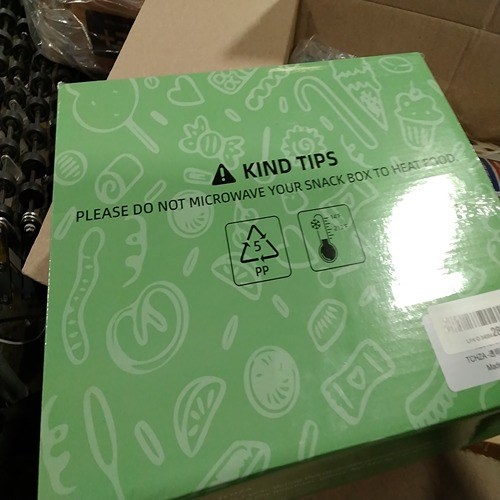 KIND TIPS
PLEASE DO NOT MICROWAVE YOUR SNACK BOX TO HEAT FOOD
5
PP